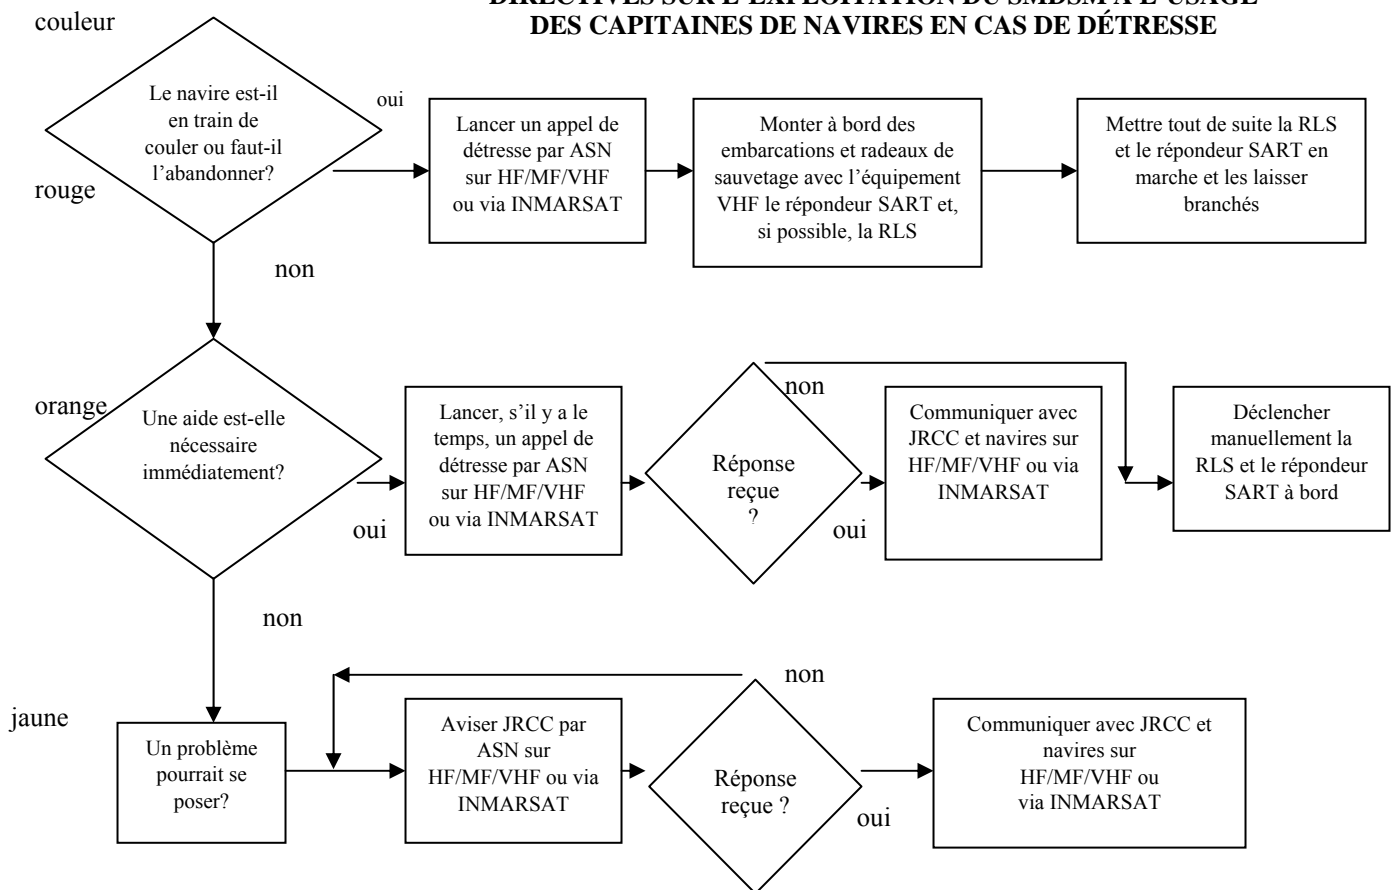 DIRECTIVES SUR L'EXPLOITATION DU SMDSM À L'USAGE
DES CAPITAINES DE NAVIRES EN CAS DE DÉTRESSE
couleur
Le navire est-il
en train de
couler ou faut-il
l'abandonner?
oui
rouge
Lancer un appel de
détresse par ASN
sur HF/MF/VHF
ou via INMARSAT
Monter à bord des
embarcations et radeaux de
sauvetage avec l'équipement
VHF le répondeur SART et,
si possible, la RLS
Mettre tout de suite la RLS
et le répondeur SART en
marche et les laisser
branchés
non
orange
Une aide est-elle
nécessaire
immédiatement?
oui
Lancer, s'il y a le
temps, un appel de
détresse par ASN
sur HF/MF/VHF
ou via INMARSAT
Réponse
reçue
?
non
oui
Communiquer avec
JRCC et navires sur
HF/MF/VHF ou via
INMARSAT
Déclencher
manuellement la
RLS et le répondeur
SART à bord
non
jaune
Un problème
pourrait se
poser?
Aviser JRCC par
ASN sur
HF/MF/VHF ou via
INMARSAT
Réponse
reçue ?
non
oui
Communiquer avec JRCC et
navires sur
HF/MF/VHF ou
via INMARSAT